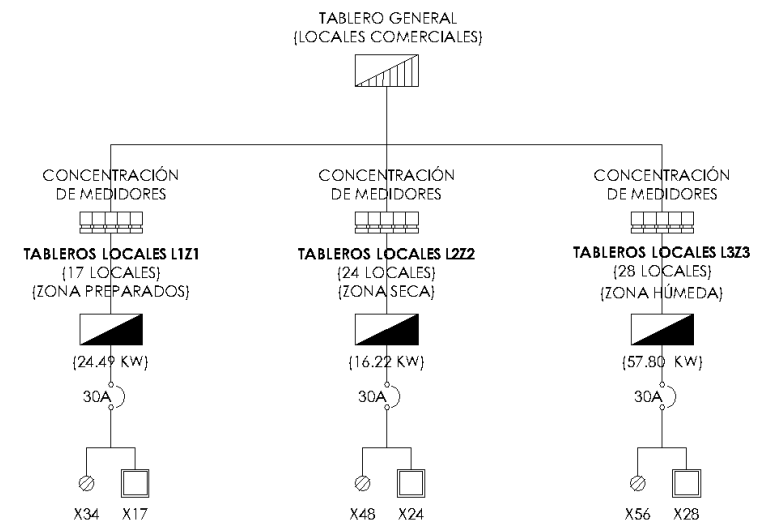 TABLERO GENERAL
(LOCALES COMERCIALES)
CONCENTRACIÓN
DE MEDIDORES
TABLEROS LOCALES L1Z1
(17 LOCALES)
(ZONA PREPARADOS)
(24.49 KW)
30A
X34 X17
CONCENTRACIÓN
DE MEDIDORES
TABLEROS LOCALES L2Z2
(24 LOCALES)
(ZONA SECA)
(16.22 KW)
30A
X48 X24
CONCENTRACIÓN
DE MEDIDORES
TABLEROS LOCALES L3Z3
(28 LOCALES)
(ZONA HÚMEDA)
(57.80 KW)
30A
X56 X28